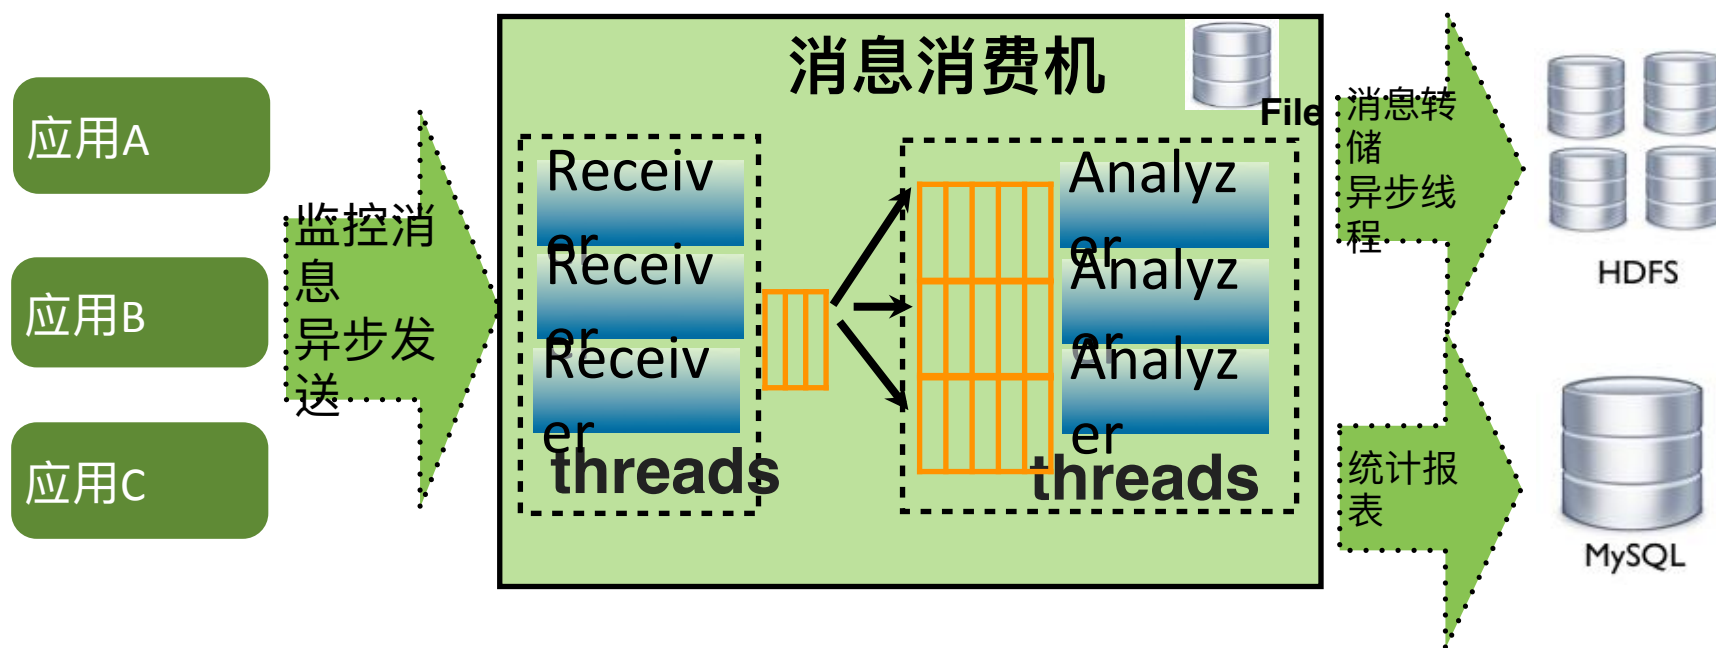 消息消费机
File
应用A
应用B
应用C
监控消
息
异步发
送
Receiv
er
Receiv
er
Receiv
er
threads
Analyz
er
Analyz
er
Analyz
er
threads
消息转
储
异步线
程
HDFS
统计报
表
MySQL